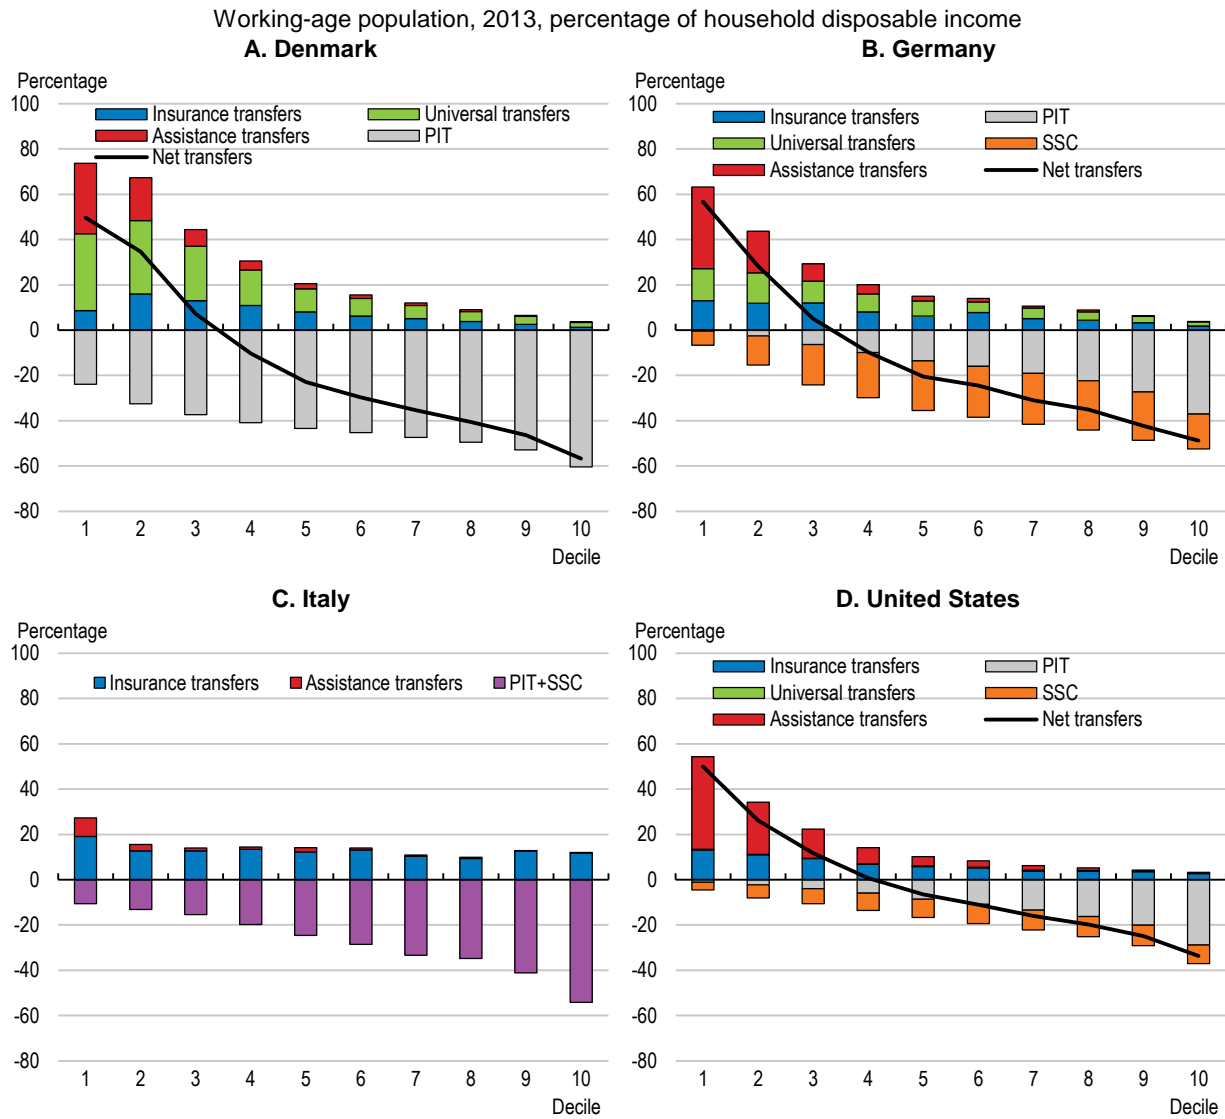 Working-age population, 2013, percentage of household disposable income
A. Denmark
Percentage
100
80
60
40
20
0
-20
-40
-60
-80
Insurance transfers
Universal transfers
Assistance transfers
PIT
Net transfers
1 2 3 4 5 6 7 8 9 10
Decile
B. Germany
Percentage
100
80
60
40
20
0
-20
-40
-60
-80
Insurance transfers
PIT
Universal transfers
SSC
Assistance transfers
Net transfers
1 2 3 4 5 6 7 8 9 10
Decile
C. Italy
Percentage
100
80
60
40
20
0
-20
-40
-60
-80
Insurance transfers
Assistance transfers
PIT+SSC
1 2 3 4 5 6 7 8 9 10
Decile
D. United States
Percentage
100
80
60
40
20
0
-20
-40
-60
-80
Insurance transfers
PIT
Universal transfers
SSC
Assistance transfers
Net transfers
1 2 3 4 5 6 7 8 9 10
Decile